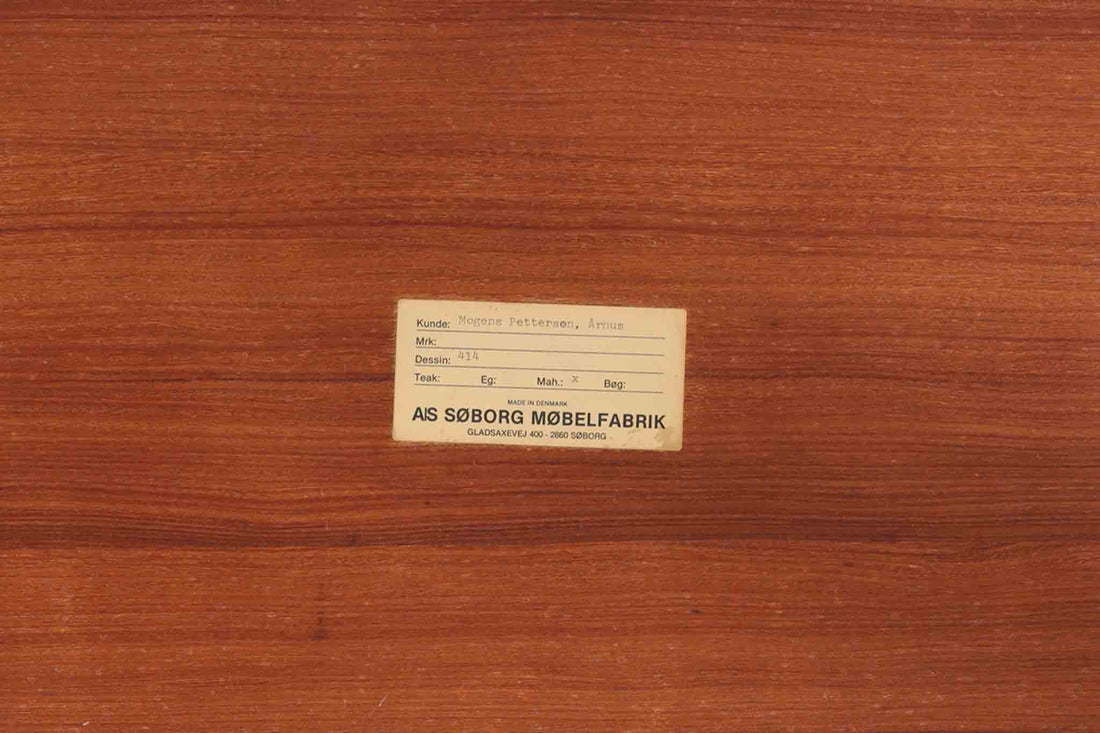 Kunde: Mogens Petterson, Århus
Mrk:
Dessin: 414
Teak: Eg: Mah.: x Bøg:
MADE IN DENMARK
A/S SØBORG MØBELFABRIK
GLADSAXEVEJ 400 - 2860 SØBORG